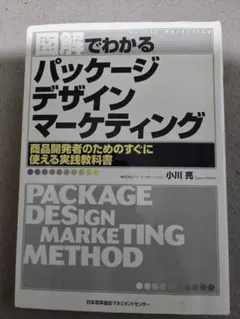 図解でわかる
パッケージ
デザイン
マーケティング
商品開発者のためのすぐに
使える実践教科書
小川 亮
PACKAGE
DESIGN
MARKETING
METHOD
日本能率協会マネジメントセンター